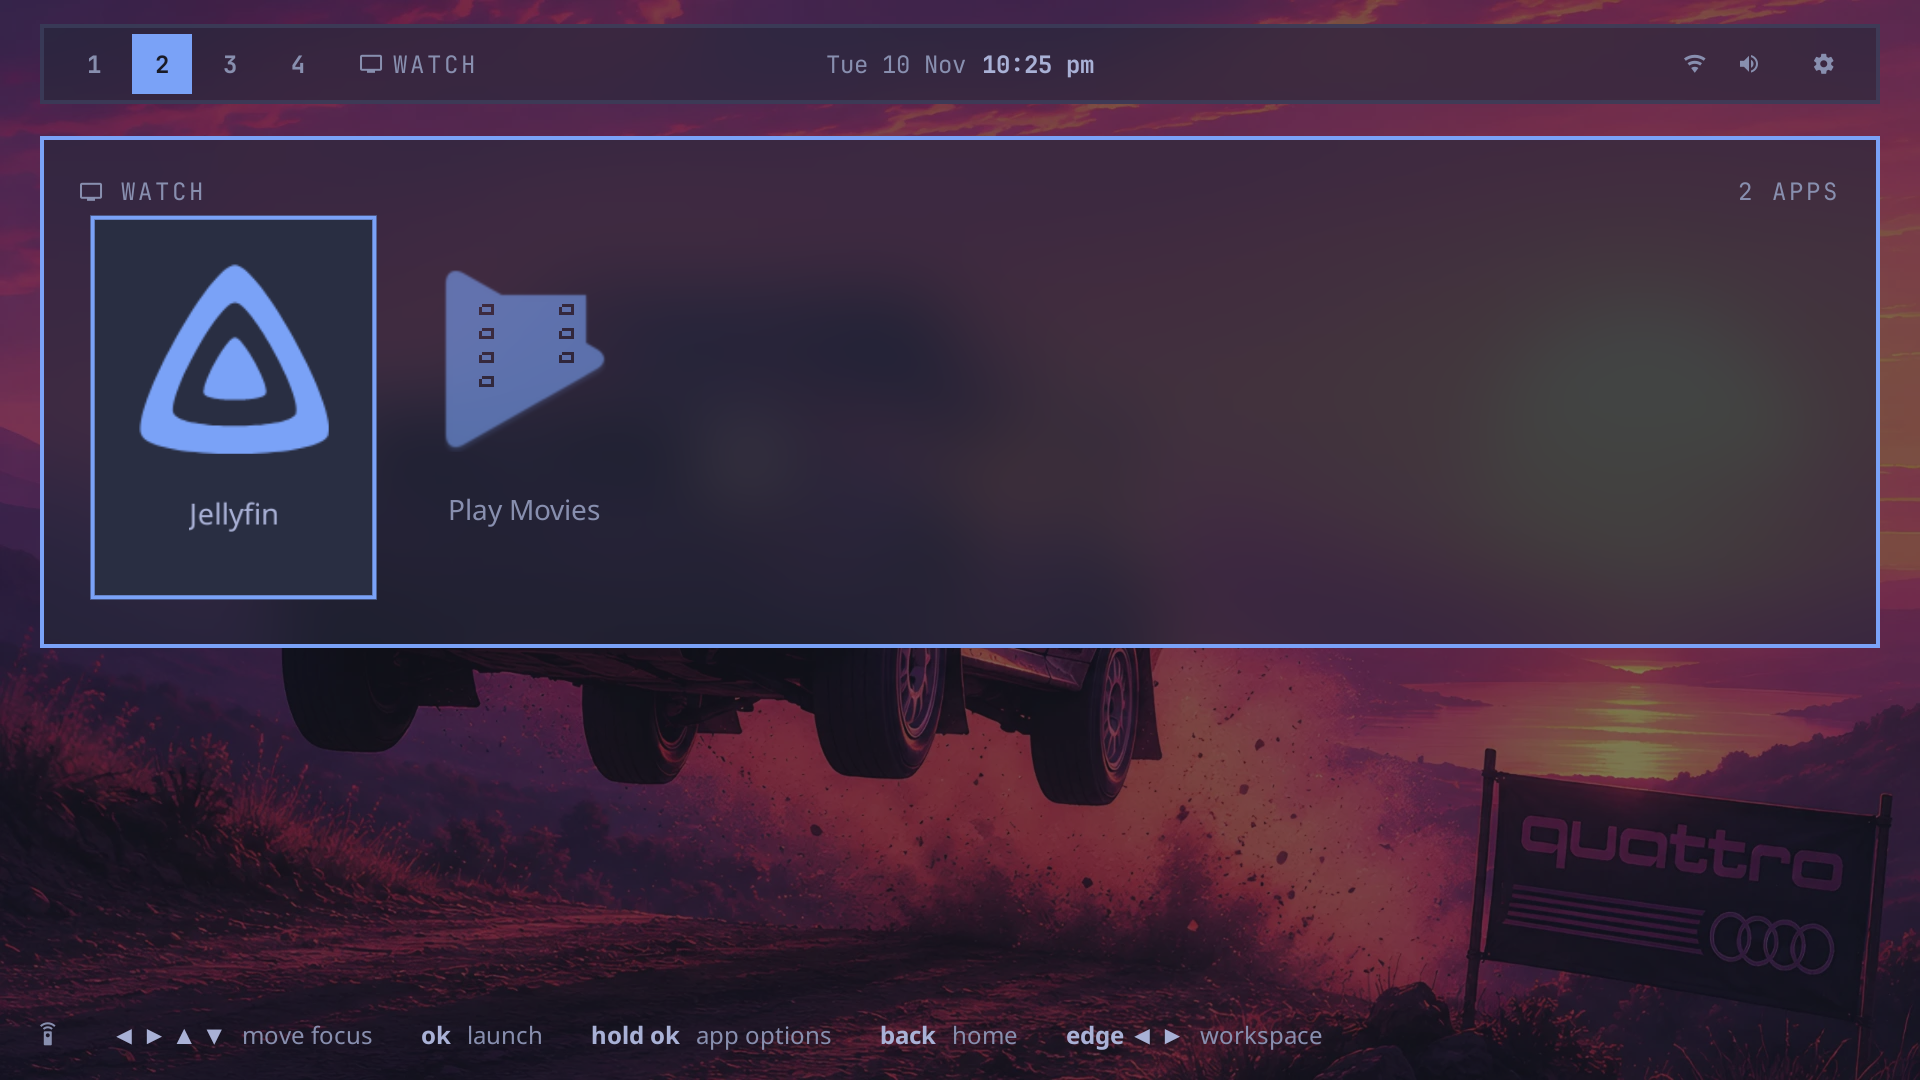 1 2 3 4 WATCH Tue 10 Nov 10:25 pm
WATCH 2 APPS
Jellyfin Play Movies
quattro
◀ ▶ ▲ ▼ move focus ok launch hold ok app options back home edge ◀ ▶ workspace